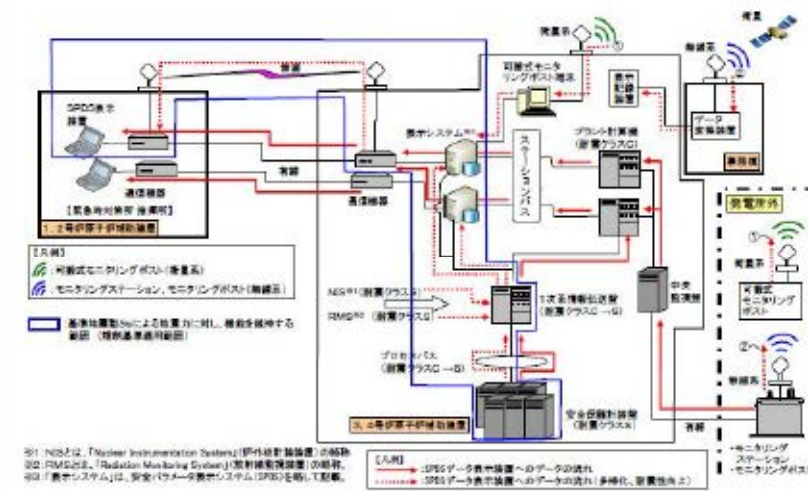 衛星
衛星系
①
無線系
②
無線
可搬式モニタ
リングポスト端末
表示
記録
装置
データ
変換装置
事務棟
SPDS表示
装置
表示システム※3
プラント計算機
(耐震クラスC)
ステーションバス
有線
通信機器
通信機器
【緊急時対策所 指揮所】
1、2号炉原子炉補助建屋
発電所外
①
衛星系
可搬式
モニタリング
ポスト
【凡例】
:可搬式モニタリングポスト(衛星系)
:モニタリングステーション、モニタリングポスト(無線系)
基準地震動Ssによる地震力に対し、機能を維持する
範囲
NIS※1(耐震クラスS)
RMS※2(耐震クラスS)
1次系情報伝送盤
(耐震クラスC→S)
中央
監視盤
②へ
無線系
プロセスバス
(耐震クラスC→S)
3、4号炉原子炉補助建屋
安全保護計装盤
(耐震クラスS)
有線
・モニタリング
ステーション
・モニタリングポスト
※1:NISとは、「Nuclear Instrumentation System」(炉外核計装装置)の略称
※2:RMSとは、「Radiation Monitoring System」(放射線監視装置)の略称。
※3:「表示システム」は、安全パラメータ表示システム(SPDS)を略して記載。
【凡例】
:SPDSデータ表示装置へのデータの流れ
:SPDSデータ表示装置へのデータの流れ(多様化、耐震性向上)